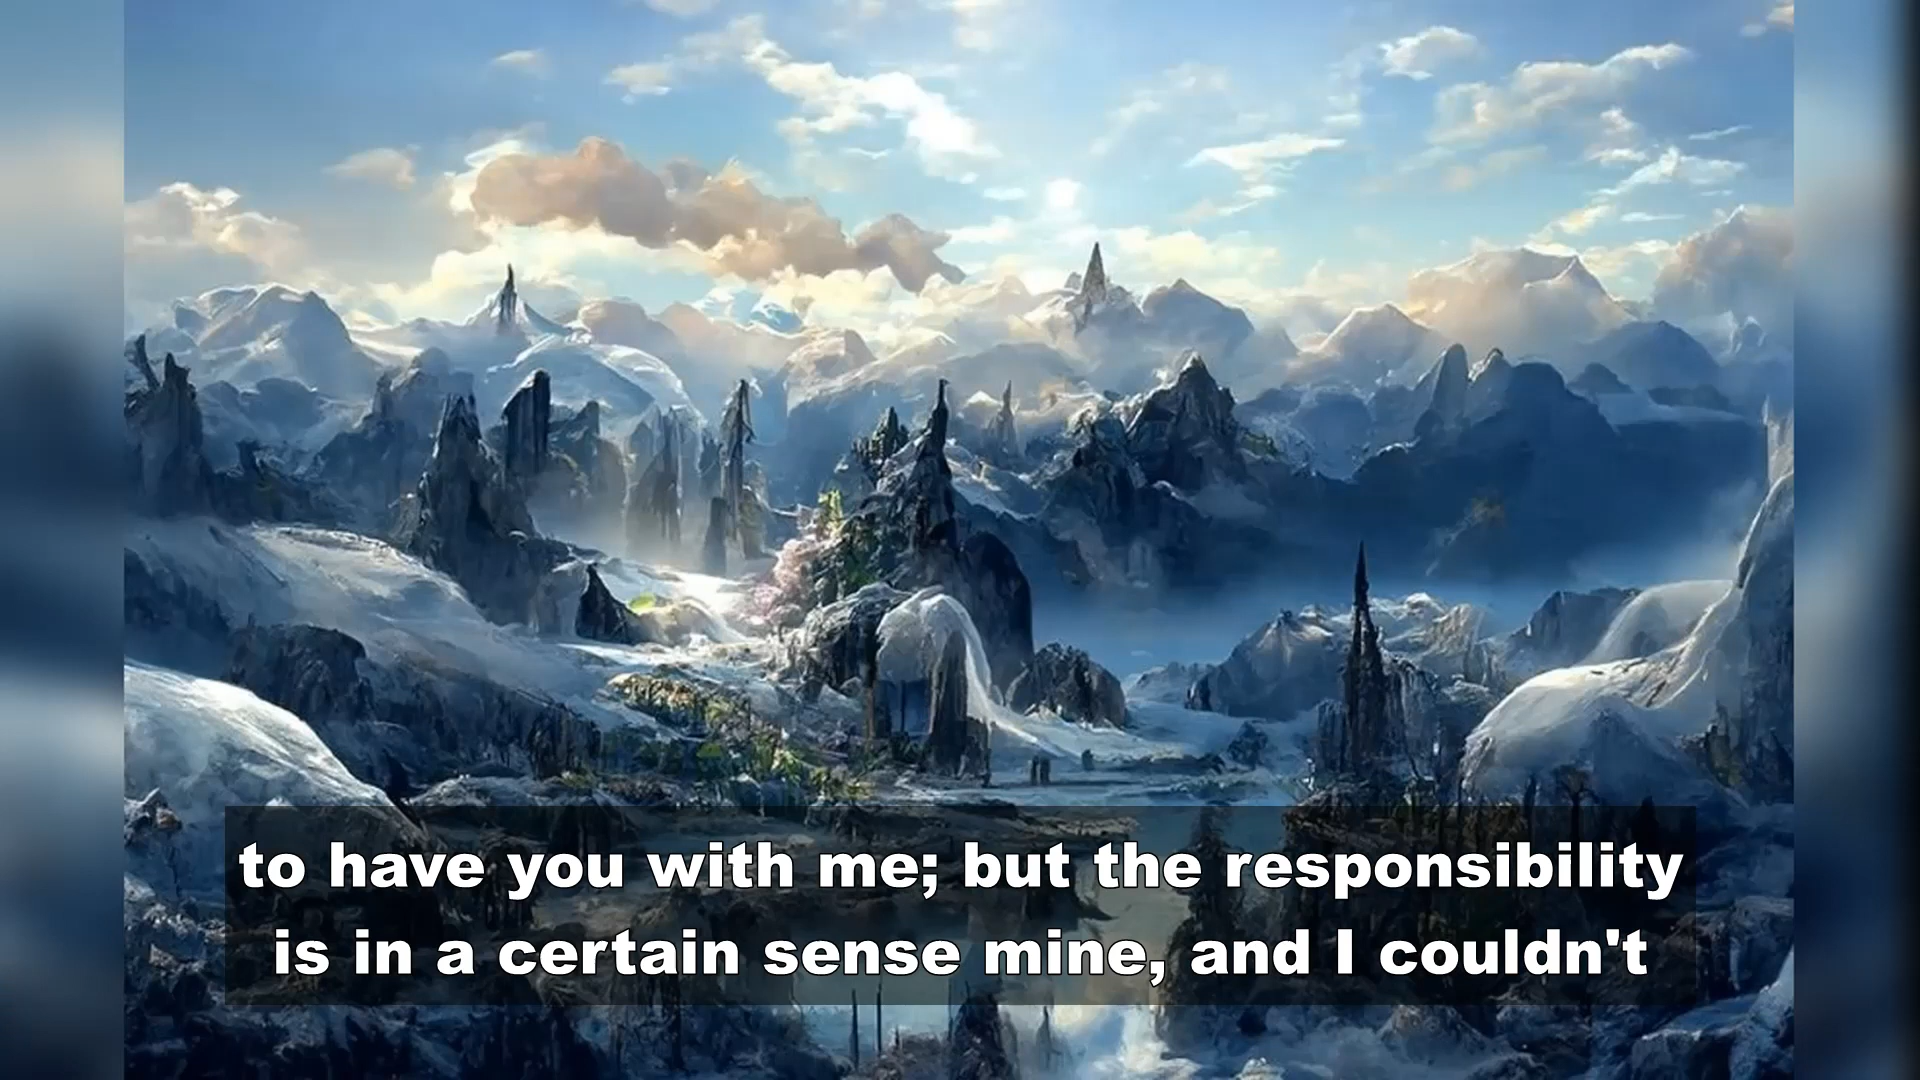 to have you with me; but the responsibility
is in a certain sense mine, and I couldn't